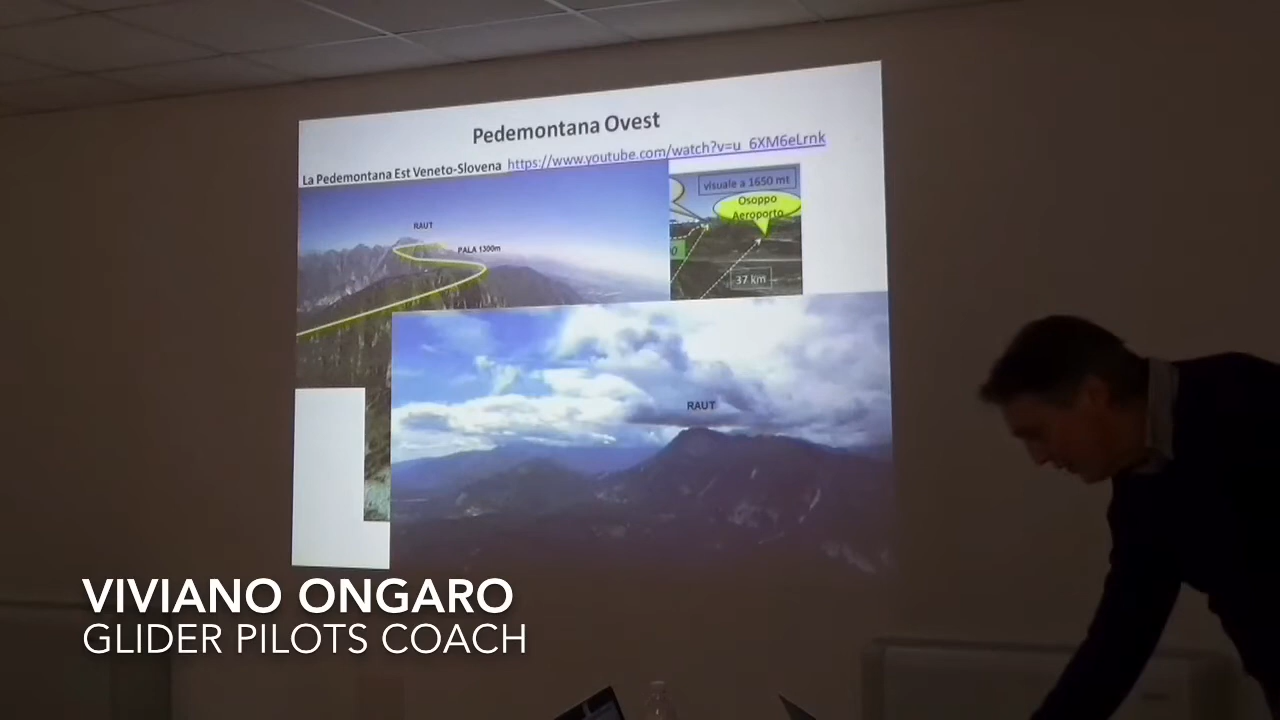 Pedemontana Ovest
La Pedemontana Est Veneto-Slovena https://www.youtube.com/watch?v=u_6XM6eLrnk
visuale a 1650 mt
Osoppo
Aeroporto
RAUT
PALA 1300m
0
37 km
RAUT
VIVIANO ONGARO
GLIDER PILOTS COACH